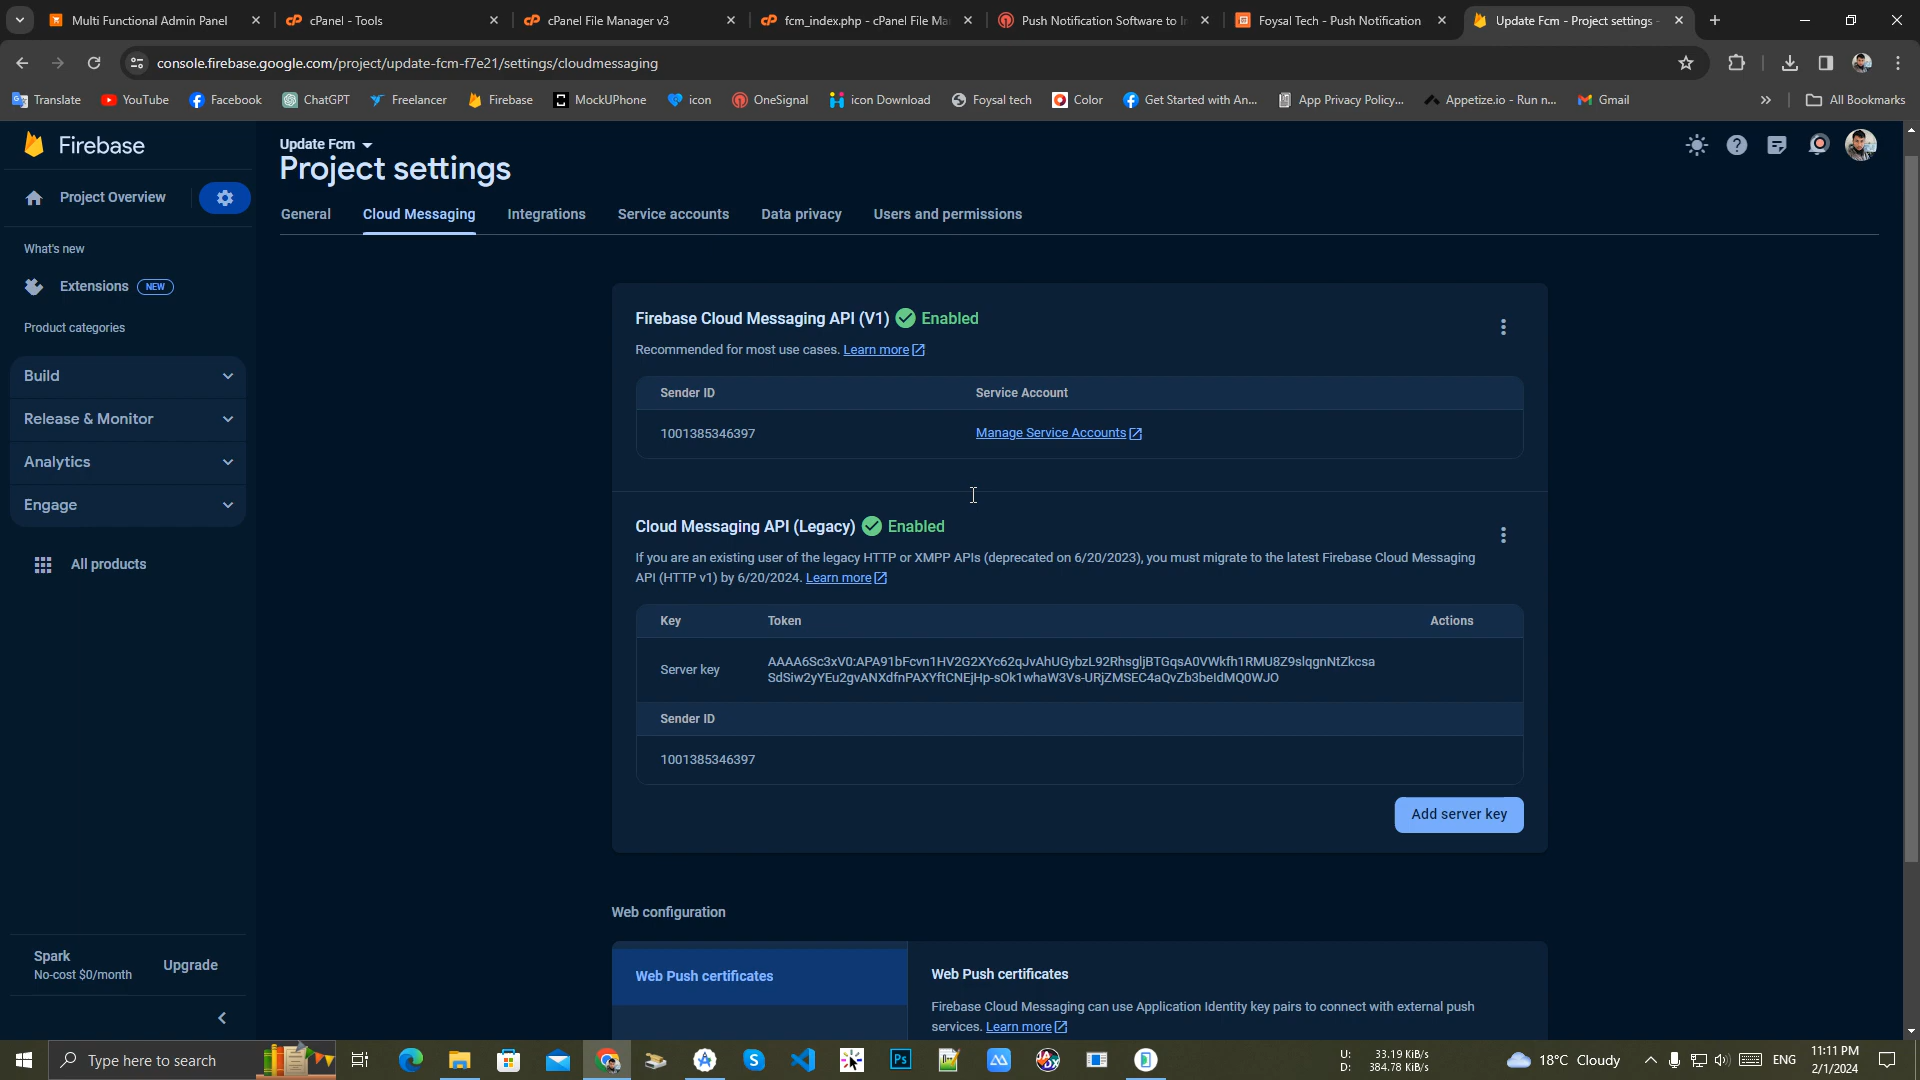 Multi Functional Admin Panel
cPanel - Tools
cPanel File Manager v3
fcm_index.php - cPanel File Ma
Push Notification Software to In
Foysal Tech - Push Notification
Update Fcm - Project settings -
console.firebase.google.com/project/update-fcm-f7e21/settings/cloudmessaging
Translate
YouTube
Facebook
ChatGPT
Freelancer
Firebase
MockUPhone
icon
OneSignal
icon Download
Foysal tech
Color
Get Started with An...
App Privacy Policy...
Appetize.io - Run n...
Gmail
All Bookmarks
Firebase
Update Fcm
Project settings
Project Overview
General
Cloud Messaging
Integrations
Service accounts
Data privacy
Users and permissions
What's new
Extensions
NEW
Product categories
Build
Release & Monitor
Analytics
Engage
All products
Firebase Cloud Messaging API (V1)
Enabled
Recommended for most use cases. Learn more
Sender ID
Service Account
1001385346397
Manage Service Accounts
Cloud Messaging API (Legacy)
Enabled
If you are an existing user of the legacy HTTP or XMPP APIs (deprecated on 6/20/2023), you must migrate to the latest Firebase Cloud Messaging
API (HTTP v1) by 6/20/2024. Learn more
Key
Token
Actions
Server key
AAAA6Sc3xV0:APA91bFcvn1HV2G2XYc62qJvAhUGybzL92RhsgljBTGqsA0VWkfh1RMU8Z9slqgnNtZkcsa
SdSiw2yYEu2gvANXdfnPAXYftCNEjHp-sOk1whaW3Vs-URjZMSEC4aQvZb3beIdMQ0WJO
Sender ID
1001385346397
Add server key
Web configuration
Web Push certificates
Web Push certificates
Firebase Cloud Messaging can use Application Identity key pairs to connect with external push
services. Learn more
Spark
No-cost $0/month
Upgrade
Type here to search
U: 33.19 KiB/s
D: 384.78 KiB/s
18°C Cloudy
ENG
11:11 PM
2/1/2024